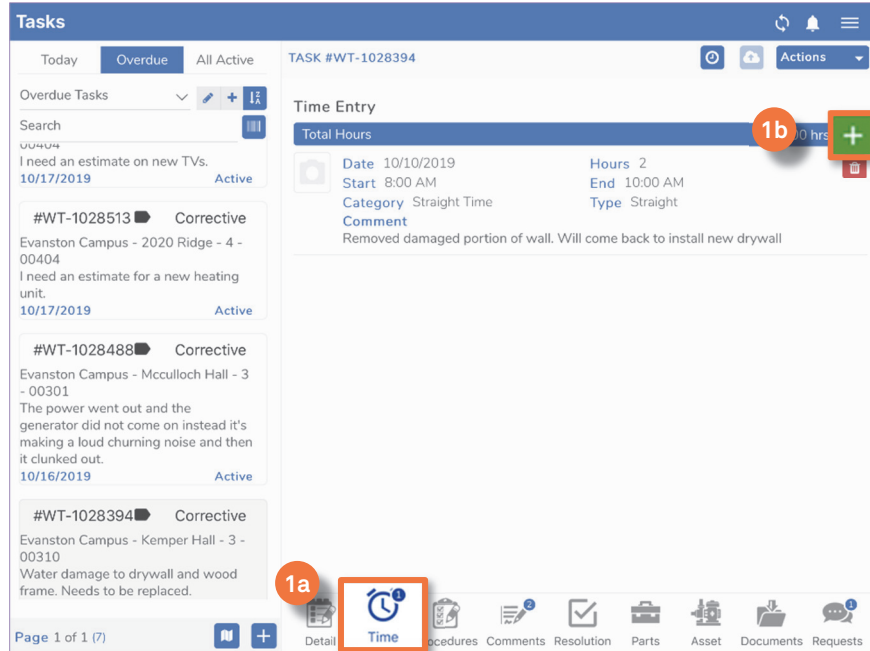 Tasks
Today Overdue All Active
Overdue Tasks
Search
00404
I need an estimate on new TVs.
10/17/2019 Active
#WT-1028513 Corrective
Evanston Campus - 2020 Ridge - 4 -
00404
I need an estimate for a new heating
unit.
10/17/2019 Active
#WT-1028488 Corrective
Evanston Campus - Mcculloch Hall - 3
- 00301
The power went out and the
generator did not come on instead it's
making a loud churning noise and then
it clunked out.
10/16/2019 Active
#WT-1028394 Corrective
Evanston Campus - Kemper Hall - 3 -
00310
Water damage to drywall and wood
frame. Needs to be replaced.
Page 1 of 1 (7)
TASK #WT-1028394
Actions
Time Entry
Total Hours
1b
hrs
Date 10/10/2019 Hours 2
Start 8:00 AM End 10:00 AM
Category Straight Time Type Straight
Comment
Removed damaged portion of wall. Will come back to install new drywall
1a
1 2 1
Detail Time Comments Resolution Parts Asset Documents Requests